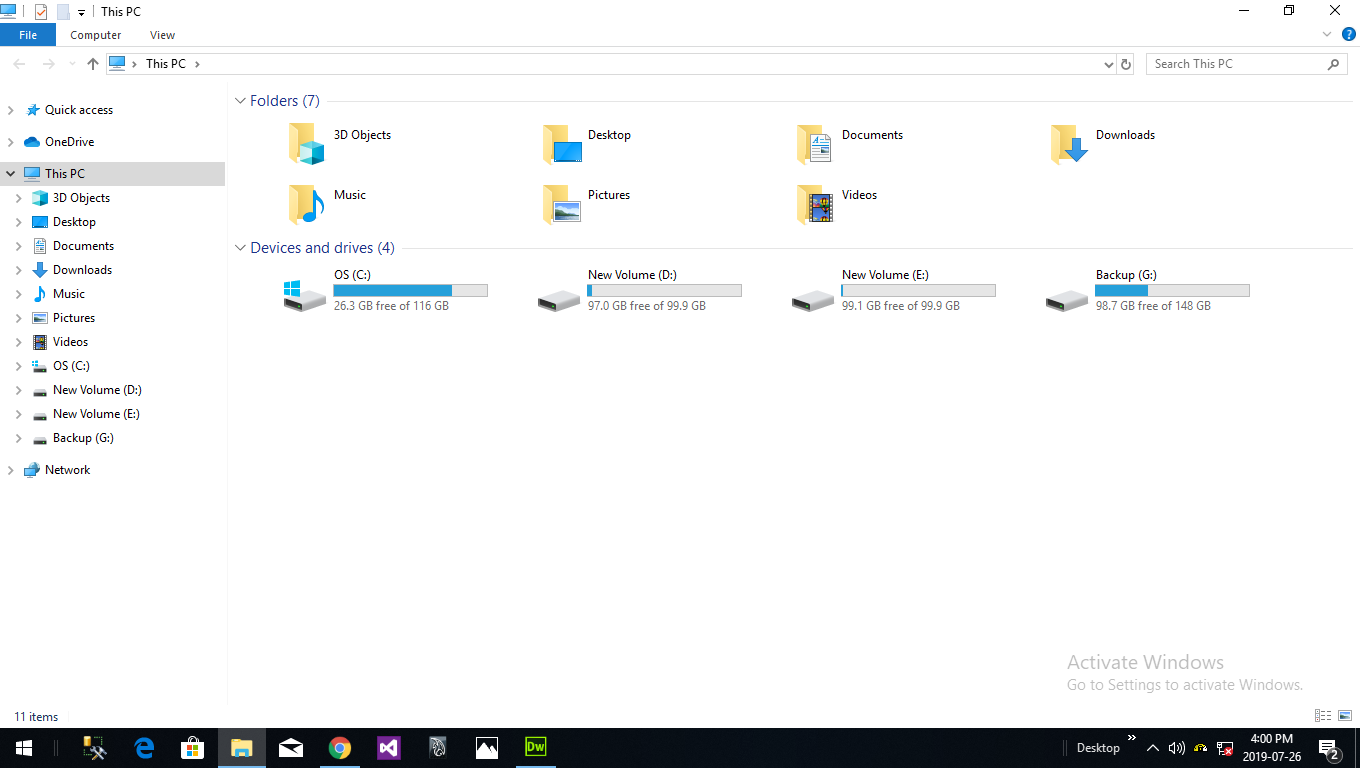 This PC
File Computer View
This PC
Search This PC
Quick access
OneDrive
This PC
3D Objects
Desktop
Documents
Downloads
Music
Pictures
Videos
OS (C:)
New Volume (D:)
New Volume (E:)
Backup (G:)
Network
Folders (7)
3D Objects
Desktop
Documents
Downloads
Music
Pictures
Videos
Devices and drives (4)
OS (C:)
26.3 GB free of 116 GB
New Volume (D:)
97.0 GB free of 99.9 GB
New Volume (E:)
99.1 GB free of 99.9 GB
Backup (G:)
98.7 GB free of 148 GB
Activate Windows
Go to Settings to activate Windows.
11 items
Dw
Desktop
4:00 PM
2019-07-26
2